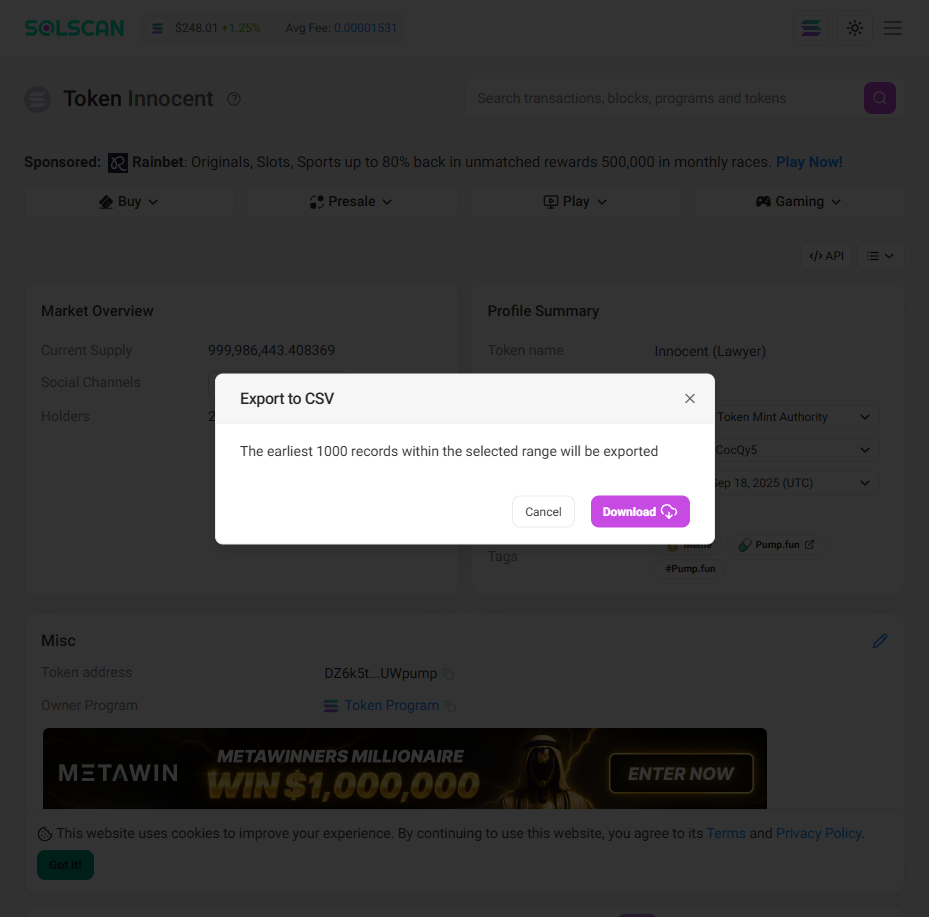 SOLSCAN $248.01 +1.25% Avg Fee: 0.00001531
Token Innocent
Search transactions, blocks, programs and tokens
Sponsored: Rainbet: Originals, Slots, Sports up to 80% back in unmatched rewards 500,000 in monthly races. Play Now!
Buy Presale Play Gaming
</> API
Market Overview
Current Supply 999,986,443.408369
Social Channels
Holders 2
Profile Summary
Token name Innocent (Lawyer)
Token Mint Authority
CocQy5
Sep 18, 2025 (UTC)
Tags Meme Pump.fun
#Pump.fun
Export to CSV
The earliest 1000 records within the selected range will be exported
Cancel Download
Misc
Token address DZ6k5t...UWpump
Owner Program Token Program
METAWIN
METAWINNERS MILLIONAIRE
WIN $1,000,000
ENTER NOW
This website uses cookies to improve your experience. By continuing to use this website, you agree to its Terms and Privacy Policy.
Got it!